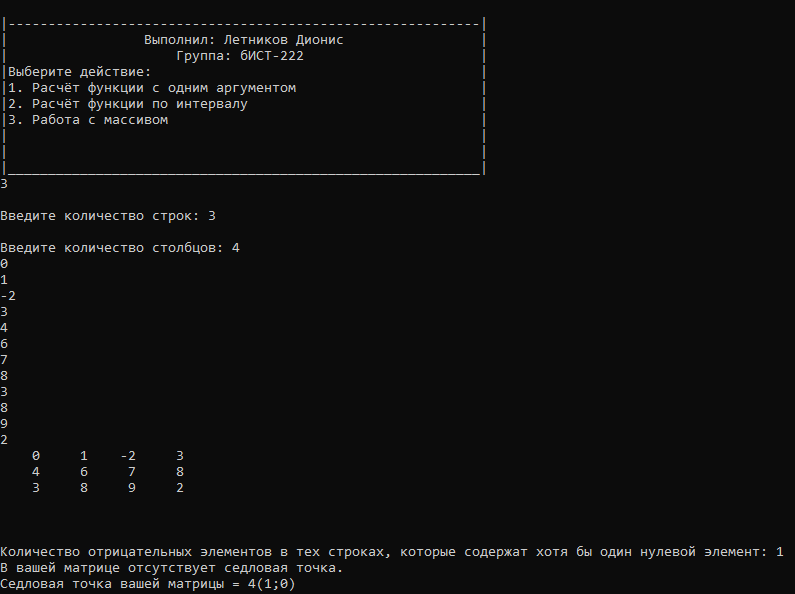 |-----------------------------------------------------------|
|                 Выполнил: Летников Дионис                 |
|                     Группа: бИСТ-222                      |
|Выберите действие:                                         |
|1. Расчёт функции с одним аргументом                       |
|2. Расчёт функции по интервалу                             |
|3. Работа с массивом                                       |
|                                                           |
|                                                           |
|___________________________________________________________|
3
Введите количество строк: 3
Введите количество столбцов: 4
0
1
-2
3
4
6
7
8
3
8
9
2
    0     1    -2     3
    4     6     7     8
    3     8     9     2
Количество отрицательных элементов в тех строках, которые содержат хотя бы один нулевой элемент: 1
В вашей матрице отсутствует седловая точка.
Седловая точка вашей матрицы = 4(1;0)